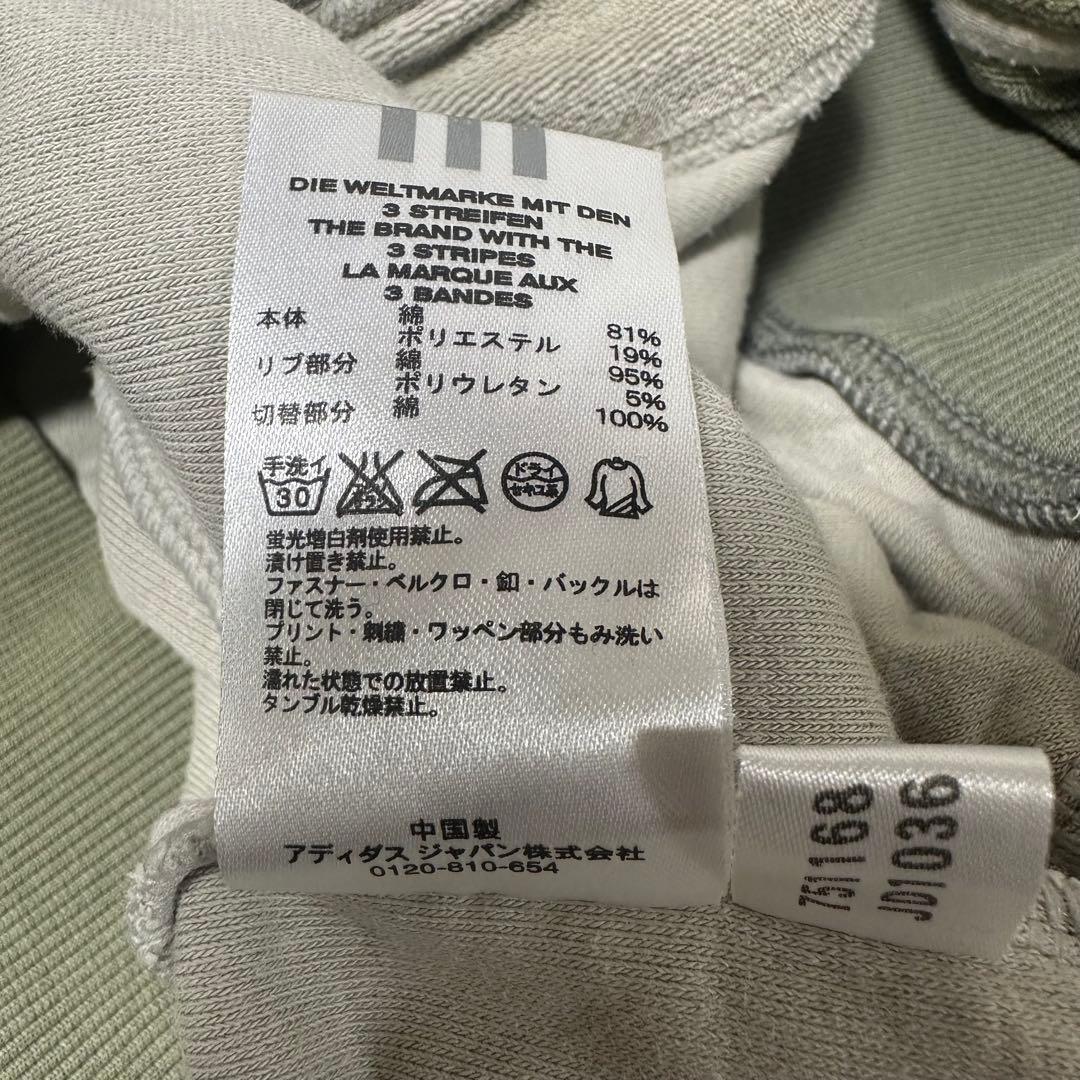 DIE WELTMARKE MIT DEN
3 STREIFEN
THE BRAND WITH THE
3 STRIPES
LA MARQUE AUX
3 BANDES
本体 綿 81%
ポリエステル 19%
リブ部分 綿 95%
ポリウレタン 5%
切替部分 綿 100%
手洗イ
30
ドライ
セキユ系
蛍光増白剤使用禁止。
漬け置き禁止。
ファスナー・ベルクロ・釦・バックルは
閉じて洗う。
プリント・刺繍・ワッペン部分もみ洗い
禁止。
濡れた状態での放置禁止。
タンブル乾燥禁止。
中国製
アディダス ジャパン株式会社
0120-810-654
751168
JD1036